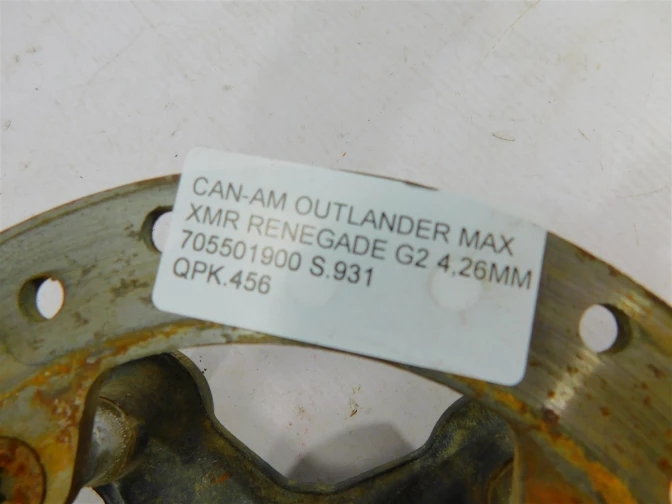 CAN-AM OUTLANDER MAX
XMR RENEGADE G2 4,26MM
705501900 S.931
QPK.456